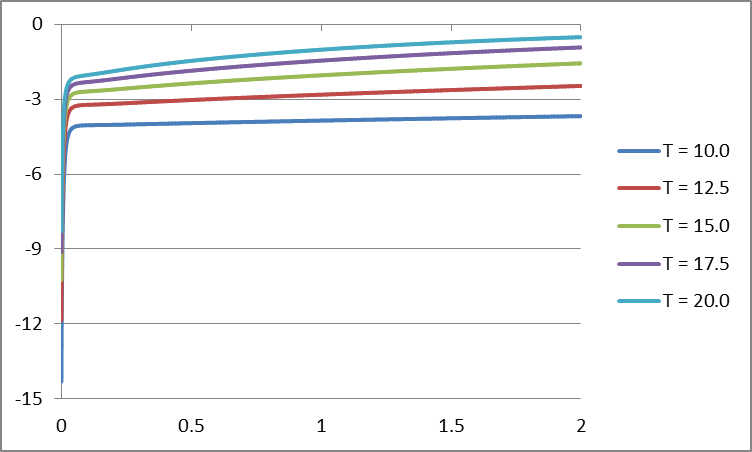 0
-3
-6
-9
-12
-15
0
0.5
1
1.5
2
T = 10.0
T = 12.5
T = 15.0
T = 17.5
T = 20.0